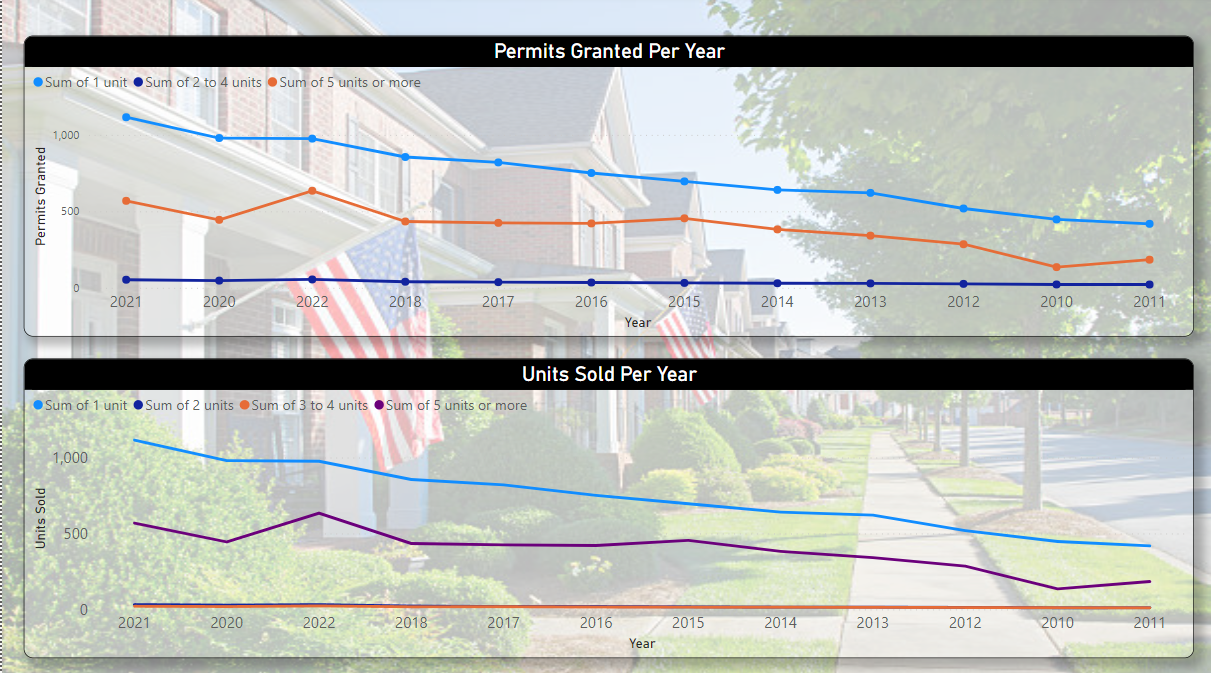 Permits Granted Per Year
Sum of 1 unit Sum of 2 to 4 units Sum of 5 units or more
1,000
500
0
Permits Granted
2021 2020 2022 2018 2017 2016 2015 2014 2013 2012 2010 2011
Year
Units Sold Per Year
Sum of 1 unit Sum of 2 units Sum of 3 to 4 units Sum of 5 units or more
1,000
500
0
Units Sold
2021 2020 2022 2018 2017 2016 2015 2014 2013 2012 2010 2011
Year